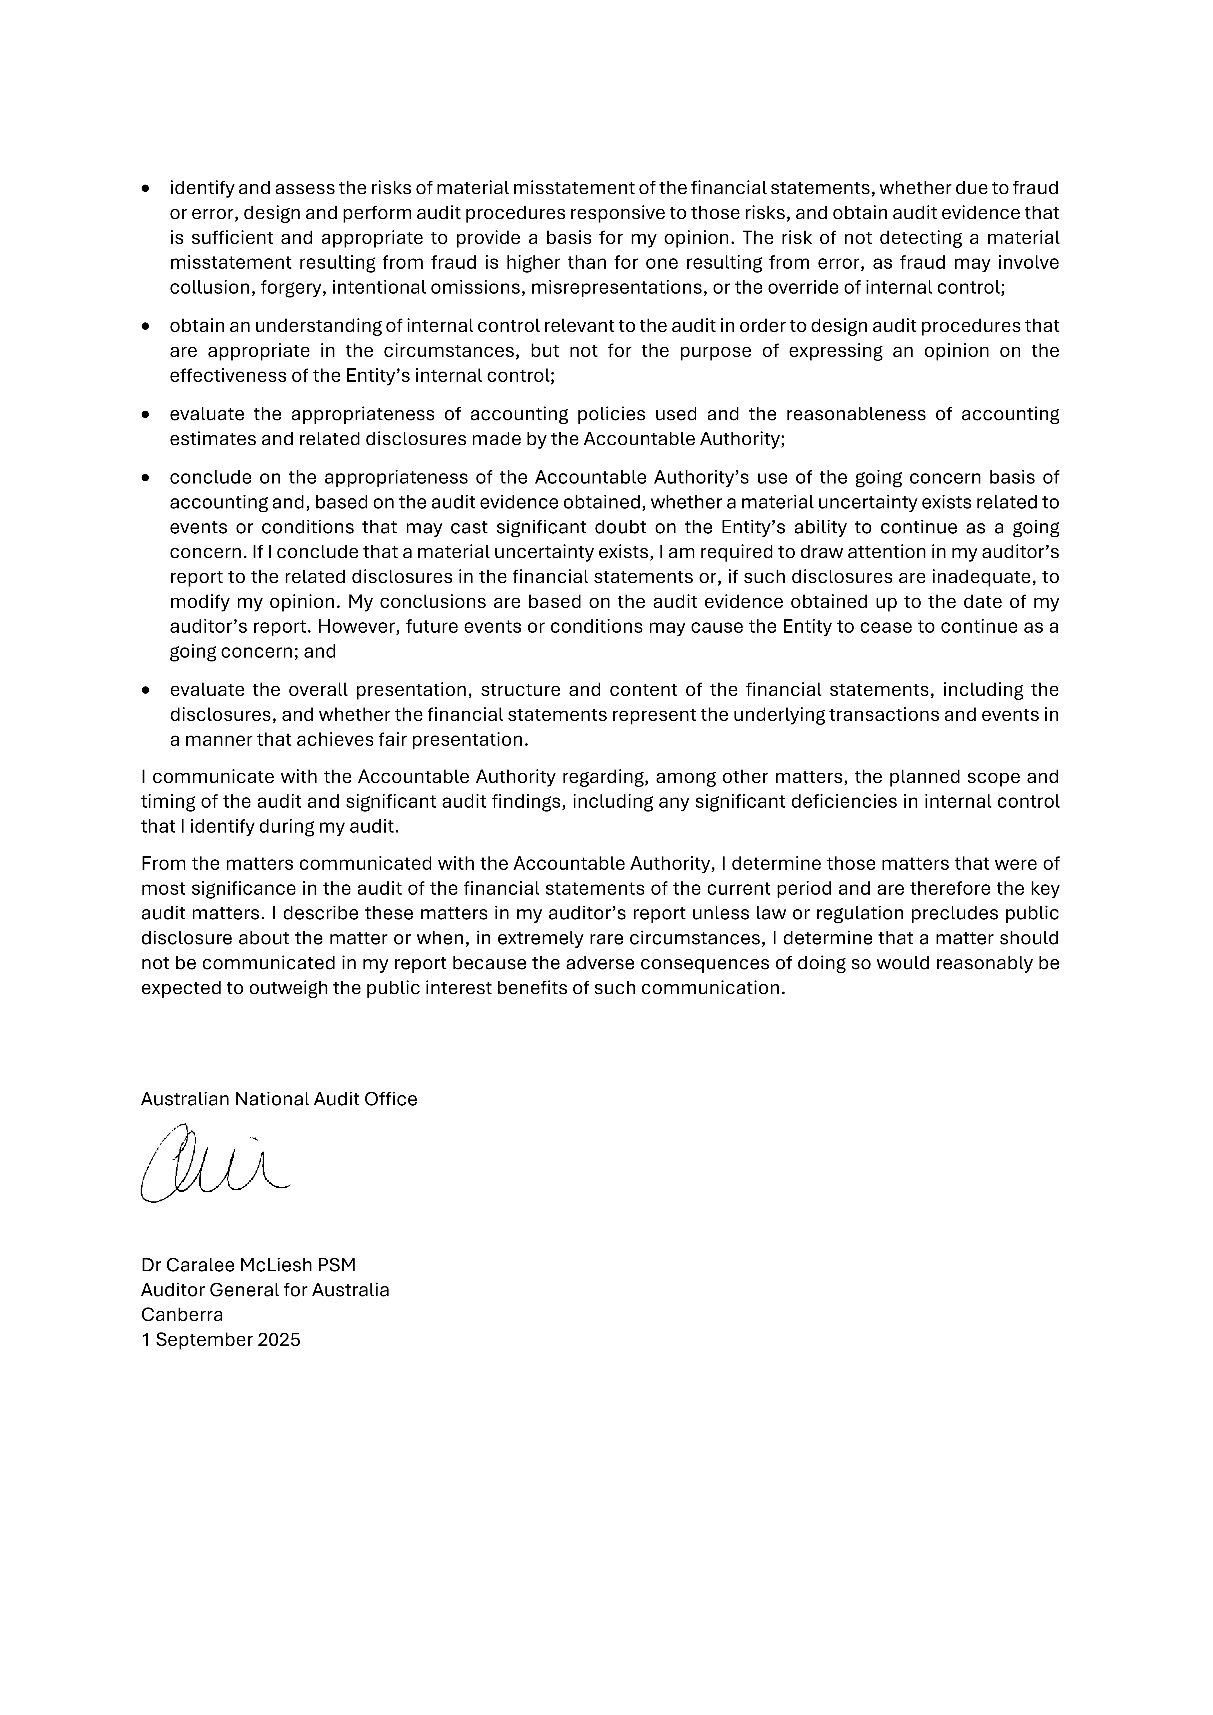 • identify and assess the risks of material misstatement of the financial statements, whether due to fraud
or error, design and perform audit procedures responsive to those risks, and obtain audit evidence that
is sufficient and appropriate to provide a basis for my opinion. The risk of not detecting a material
misstatement resulting from fraud is higher than for one resulting from error, as fraud may involve
collusion, forgery, intentional omissions, misrepresentations, or the override of internal control;
• obtain an understanding of internal control relevant to the audit in order to design audit procedures that
are appropriate in the circumstances, but not for the purpose of expressing an opinion on the
effectiveness of the Entity’s internal control;
• evaluate the appropriateness of accounting policies used and the reasonableness of accounting
estimates and related disclosures made by the Accountable Authority;
• conclude on the appropriateness of the Accountable Authority’s use of the going concern basis of
accounting and, based on the audit evidence obtained, whether a material uncertainty exists related to
events or conditions that may cast significant doubt on the Entity’s ability to continue as a going
concern. If I conclude that a material uncertainty exists, I am required to draw attention in my auditor’s
report to the related disclosures in the financial statements or, if such disclosures are inadequate, to
modify my opinion. My conclusions are based on the audit evidence obtained up to the date of my
auditor’s report. However, future events or conditions may cause the Entity to cease to continue as a
going concern; and
• evaluate the overall presentation, structure and content of the financial statements, including the
disclosures, and whether the financial statements represent the underlying transactions and events in
a manner that achieves fair presentation.
I communicate with the Accountable Authority regarding, among other matters, the planned scope and
timing of the audit and significant audit findings, including any significant deficiencies in internal control
that I identify during my audit.
From the matters communicated with the Accountable Authority, I determine those matters that were of
most significance in the audit of the financial statements of the current period and are therefore the key
audit matters. I describe these matters in my auditor’s report unless law or regulation precludes public
disclosure about the matter or when, in extremely rare circumstances, I determine that a matter should
not be communicated in my report because the adverse consequences of doing so would reasonably be
expected to outweigh the public interest benefits of such communication.
Australian National Audit Office
Dr Caralee McLiesh PSM
Auditor General for Australia
Canberra
1 September 2025